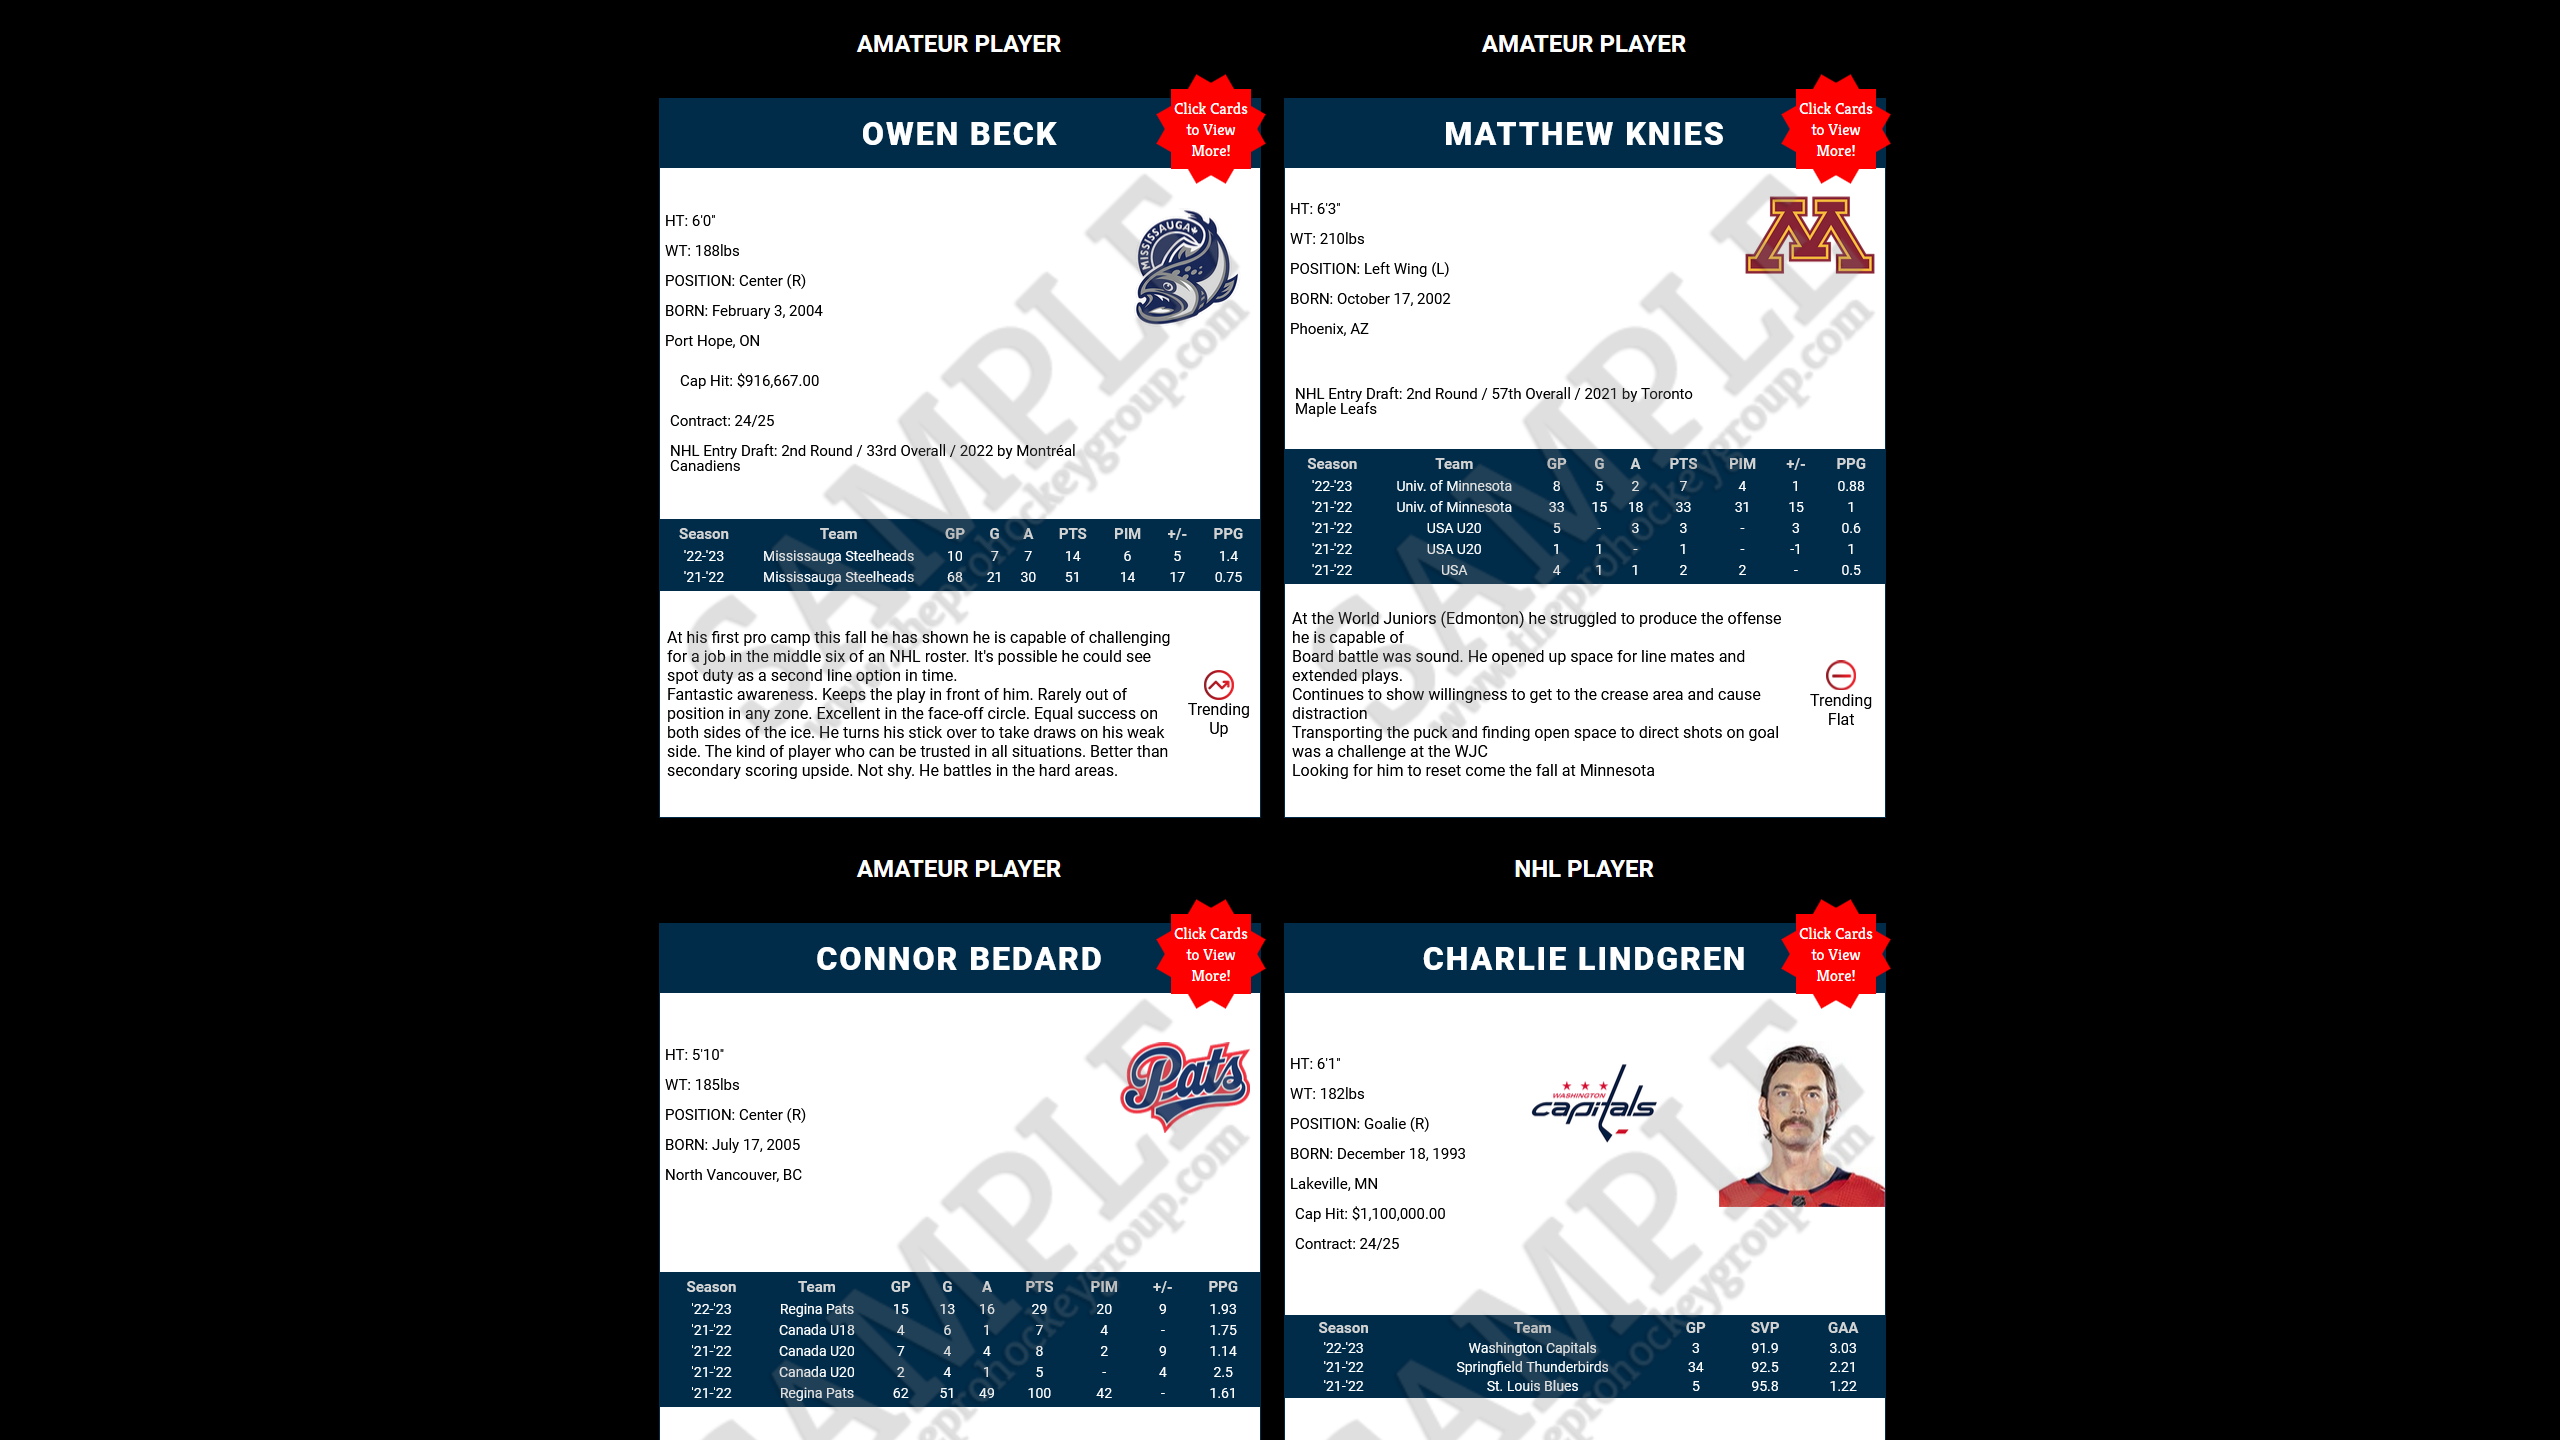 AMATEUR PLAYER
OWEN BECK
Click Cards
to View
More!
HT: 6'0"
WT: 188lbs
POSITION: Center (R)
BORN: February 3, 2004
Port Hope, ON
Cap Hit: $916,667.00
Contract: 24/25
NHL Entry Draft: 2nd Round / 33rd Overall / 2022 by Montréal
Canadiens
MISSISSAUGA
Season Team GP G A PTS PIM +/- PPG
'22-'23 Mississauga Steelheads 10 7 7 14 6 5 1.4
'21-'22 Mississauga Steelheads 68 21 30 51 14 17 0.75
At his first pro camp this fall he has shown he is capable of challenging
for a job in the middle six of an NHL roster. It's possible he could see
spot duty as a second line option in time.
Fantastic awareness. Keeps the play in front of him. Rarely out of
position in any zone. Excellent in the face-off circle. Equal success on
both sides of the ice. He turns his stick over to take draws on his weak
side. The kind of player who can be trusted in all situations. Better than
secondary scoring upside. Not shy. He battles in the hard areas.
Trending
Up
SAMPLE
www.theprohockeygroup.com
AMATEUR PLAYER
MATTHEW KNIES
Click Cards
to View
More!
HT: 6'3"
WT: 210lbs
POSITION: Left Wing (L)
BORN: October 17, 2002
Phoenix, AZ
M
NHL Entry Draft: 2nd Round / 57th Overall / 2021 by Toronto
Maple Leafs
Season Team GP G A PTS PIM +/- PPG
'22-'23 Univ. of Minnesota 8 5 2 7 4 1 0.88
'21-'22 Univ. of Minnesota 33 15 18 33 31 15 1
'21-'22 USA U20 5 - 3 3 - 3 0.6
'21-'22 USA U20 1 1 - 1 - -1 1
'21-'22 USA 4 1 1 2 2 - 0.5
At the World Juniors (Edmonton) he struggled to produce the offense
he is capable of
Board battle was sound. He opened up space for line mates and
extended plays.
Continues to show willingness to get to the crease area and cause
distraction
Transporting the puck and finding open space to direct shots on goal
was a challenge at the WJC
Looking for him to reset come the fall at Minnesota
Trending
Flat
SAMPLE
www.theprohockeygroup.com
AMATEUR PLAYER
CONNOR BEDARD
Click Cards
to View
More!
HT: 5'10"
WT: 185lbs
POSITION: Center (R)
BORN: July 17, 2005
North Vancouver, BC
Pats
Season Team GP G A PTS PIM +/- PPG
'22-'23 Regina Pats 15 13 16 29 20 9 1.93
'21-'22 Canada U18 4 6 1 7 4 - 1.75
'21-'22 Canada U20 7 4 4 8 2 9 1.14
'21-'22 Canada U20 2 4 1 5 - 4 2.5
'21-'22 Regina Pats 62 51 49 100 42 - 1.61
NHL PLAYER
CHARLIE LINDGREN
Click Cards
to View
More!
HT: 6'1"
WT: 182lbs
POSITION: Goalie (R)
BORN: December 18, 1993
Lakeville, MN
Cap Hit: $1,100,000.00
Contract: 24/25
WASHINGTON
capitals
Season Team GP SVP GAA
'22-'23 Washington Capitals 3 91.9 3.03
'21-'22 Springfield Thunderbirds 34 92.5 2.21
'21-'22 St. Louis Blues 5 95.8 1.22